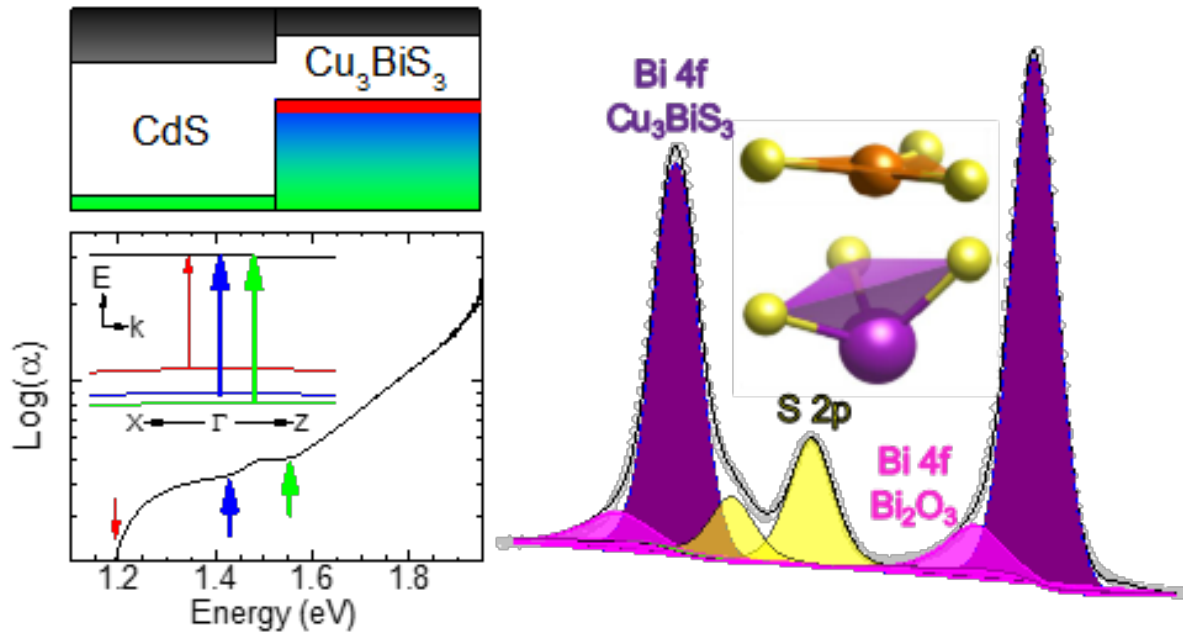 CdS
Cu₃BiS₃
Log(α)
E
k
X Γ Z
1.2 1.4 1.6 1.8
Energy (eV)
Bi 4f
Cu₃BiS₃
S 2p
Bi 4f
Bi₂O₃